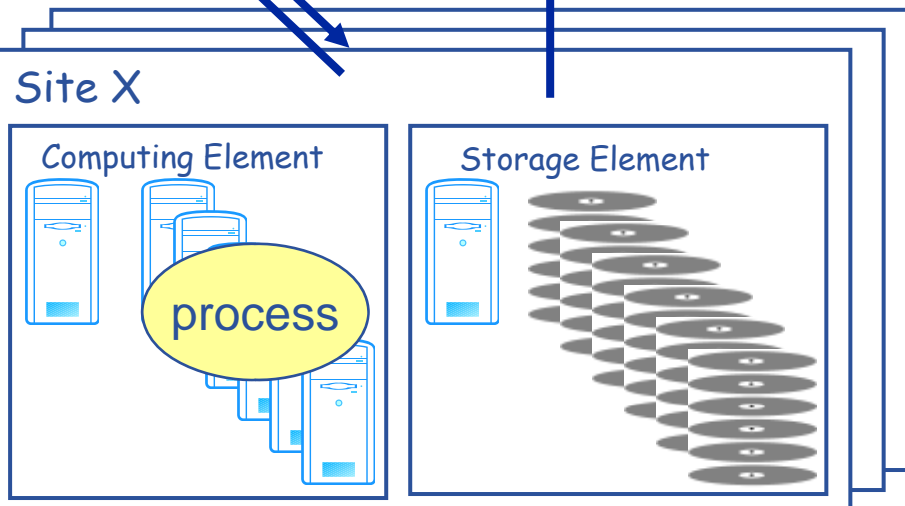 Site X
Computing Element
Storage Element
process